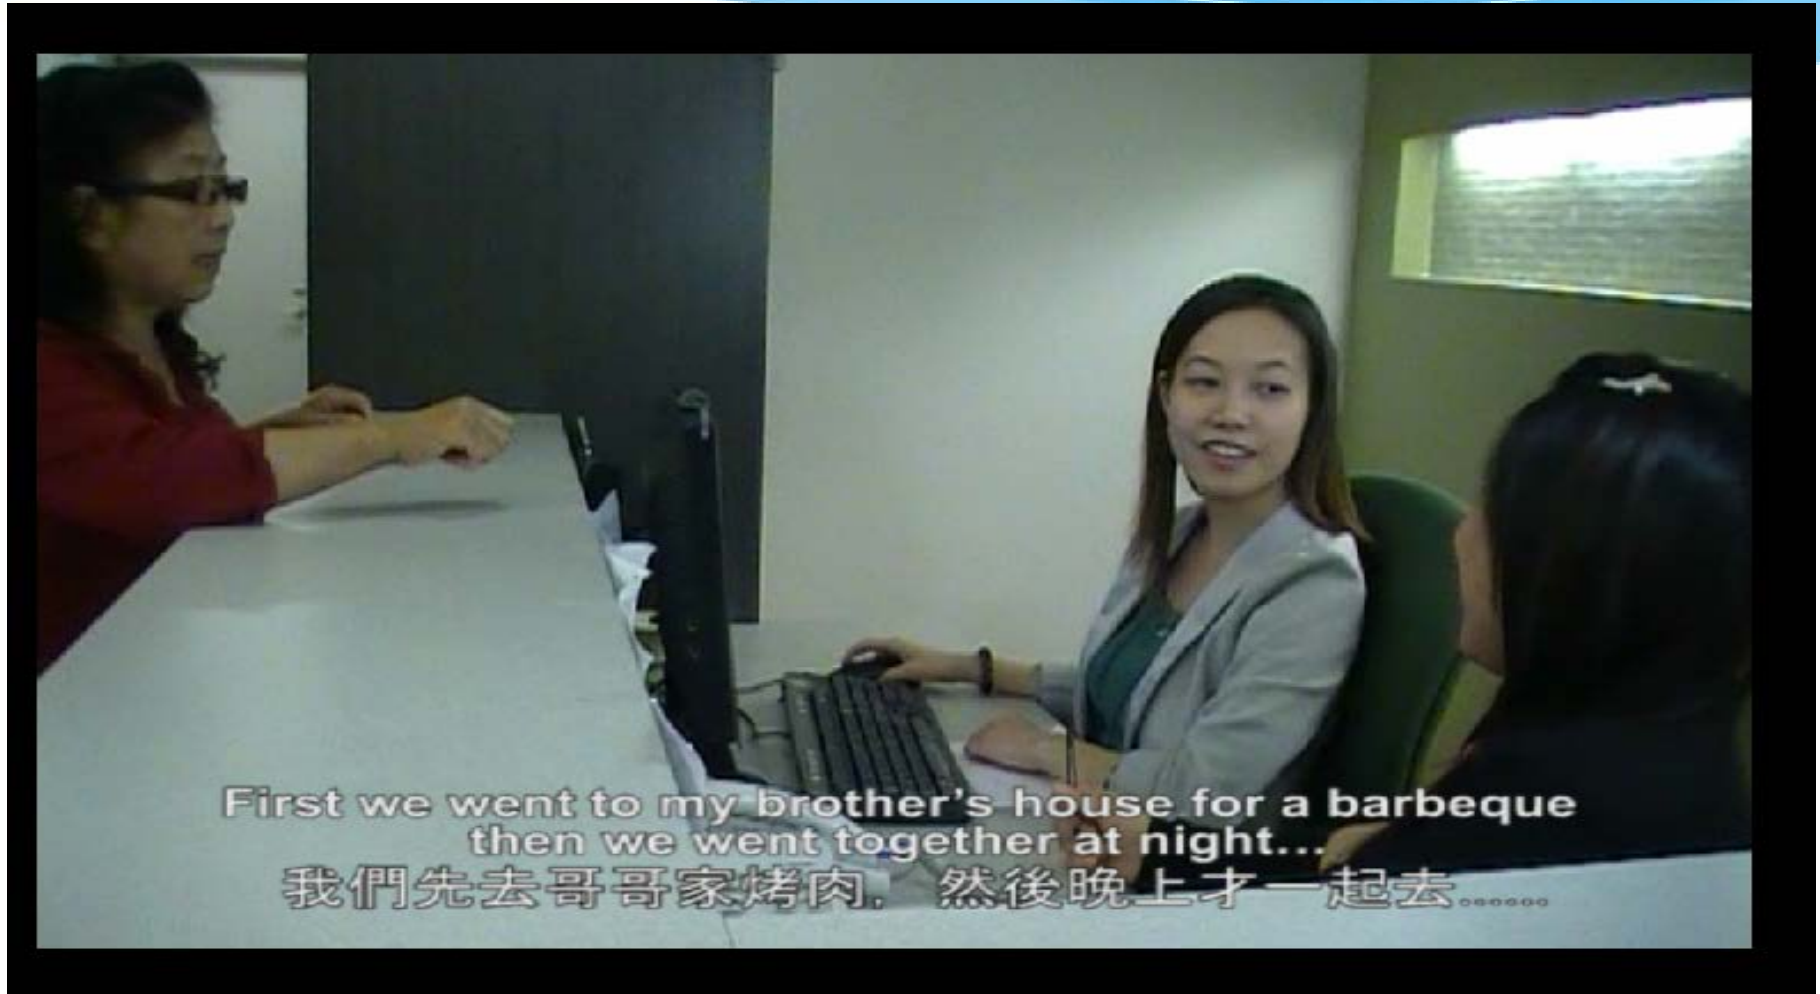 First we went to my brother's house for a barbeque
then we went together at night...
我們先去哥哥家烤肉, 然後晚上才一起去......